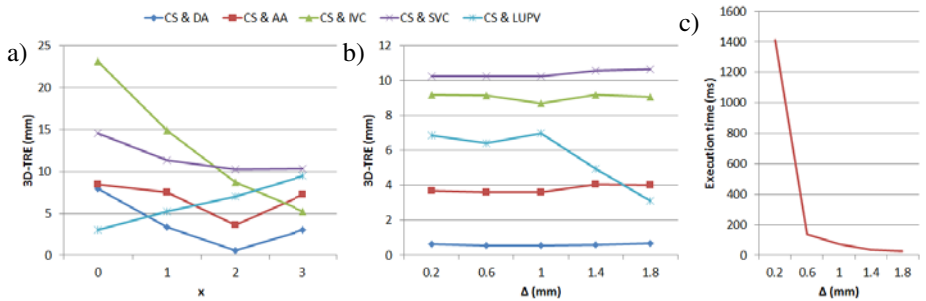 CS & DA CS & AA CS & IVC CS & SVC CS & LUPV
a)
3D-TRE (mm)
25
20
15
10
5
0
0 1 2 3
x
b)
3D-TRE (mm)
12
10
8
6
4
2
0
0.2 0.6 1 1.4 1.8
Δ (mm)
c)
Execution time (ms)
1600
1400
1200
1000
800
600
400
200
0
0.2 0.6 1 1.4 1.8
Δ (mm)